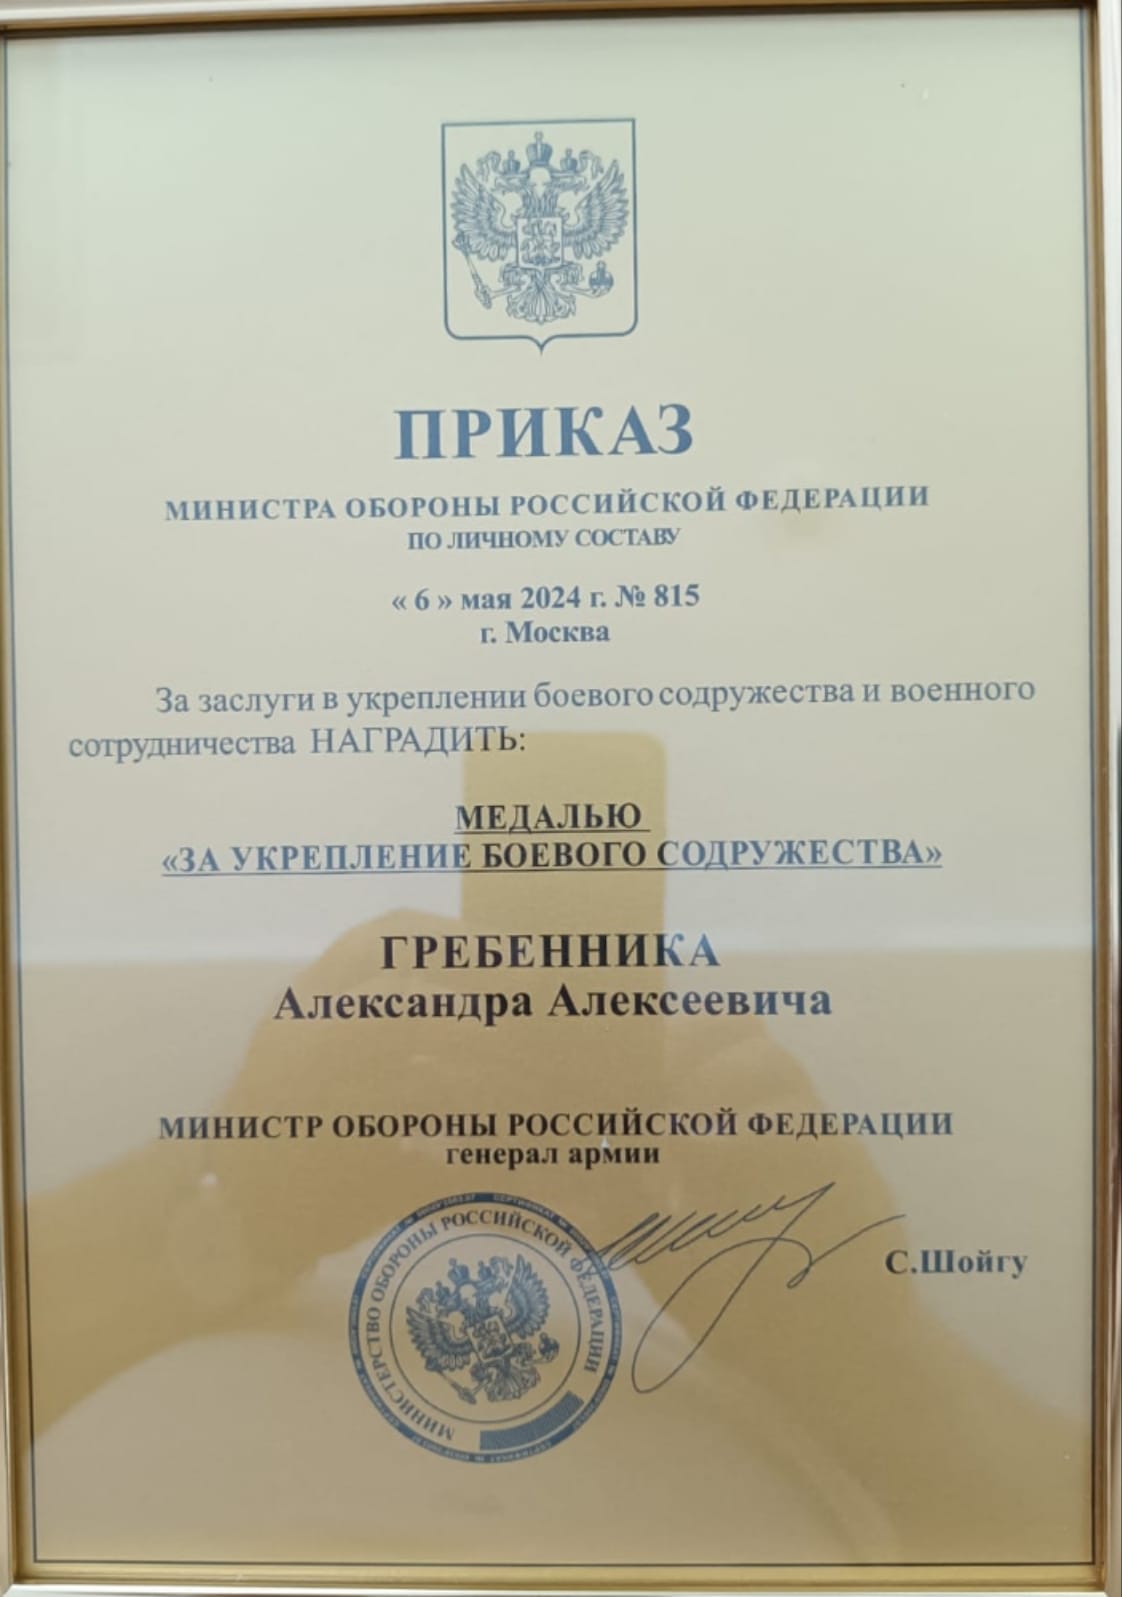 ПРИКАЗ
МИНИСТРА ОБОРОНЫ РОССИЙСКОЙ ФЕДЕРАЦИИ
ПО ЛИЧНОМУ СОСТАВУ
« 6 » мая 2024 г. № 815
г. Москва
За заслуги в укреплении боевого содружества и военного
сотрудничества НАГРАДИТЬ:
МЕДАЛЬЮ
«ЗА УКРЕПЛЕНИЕ БОЕВОГО СОДРУЖЕСТВА»
ГРЕБЕННИКА
Александра Алексеевича
МИНИСТР ОБОРОНЫ РОССИЙСКОЙ ФЕДЕРАЦИИ
генерал армии
МИНИСТЕРСТВО ОБОРОНЫ РОССИЙСКОЙ ФЕДЕРАЦИИ
С.Шойгу